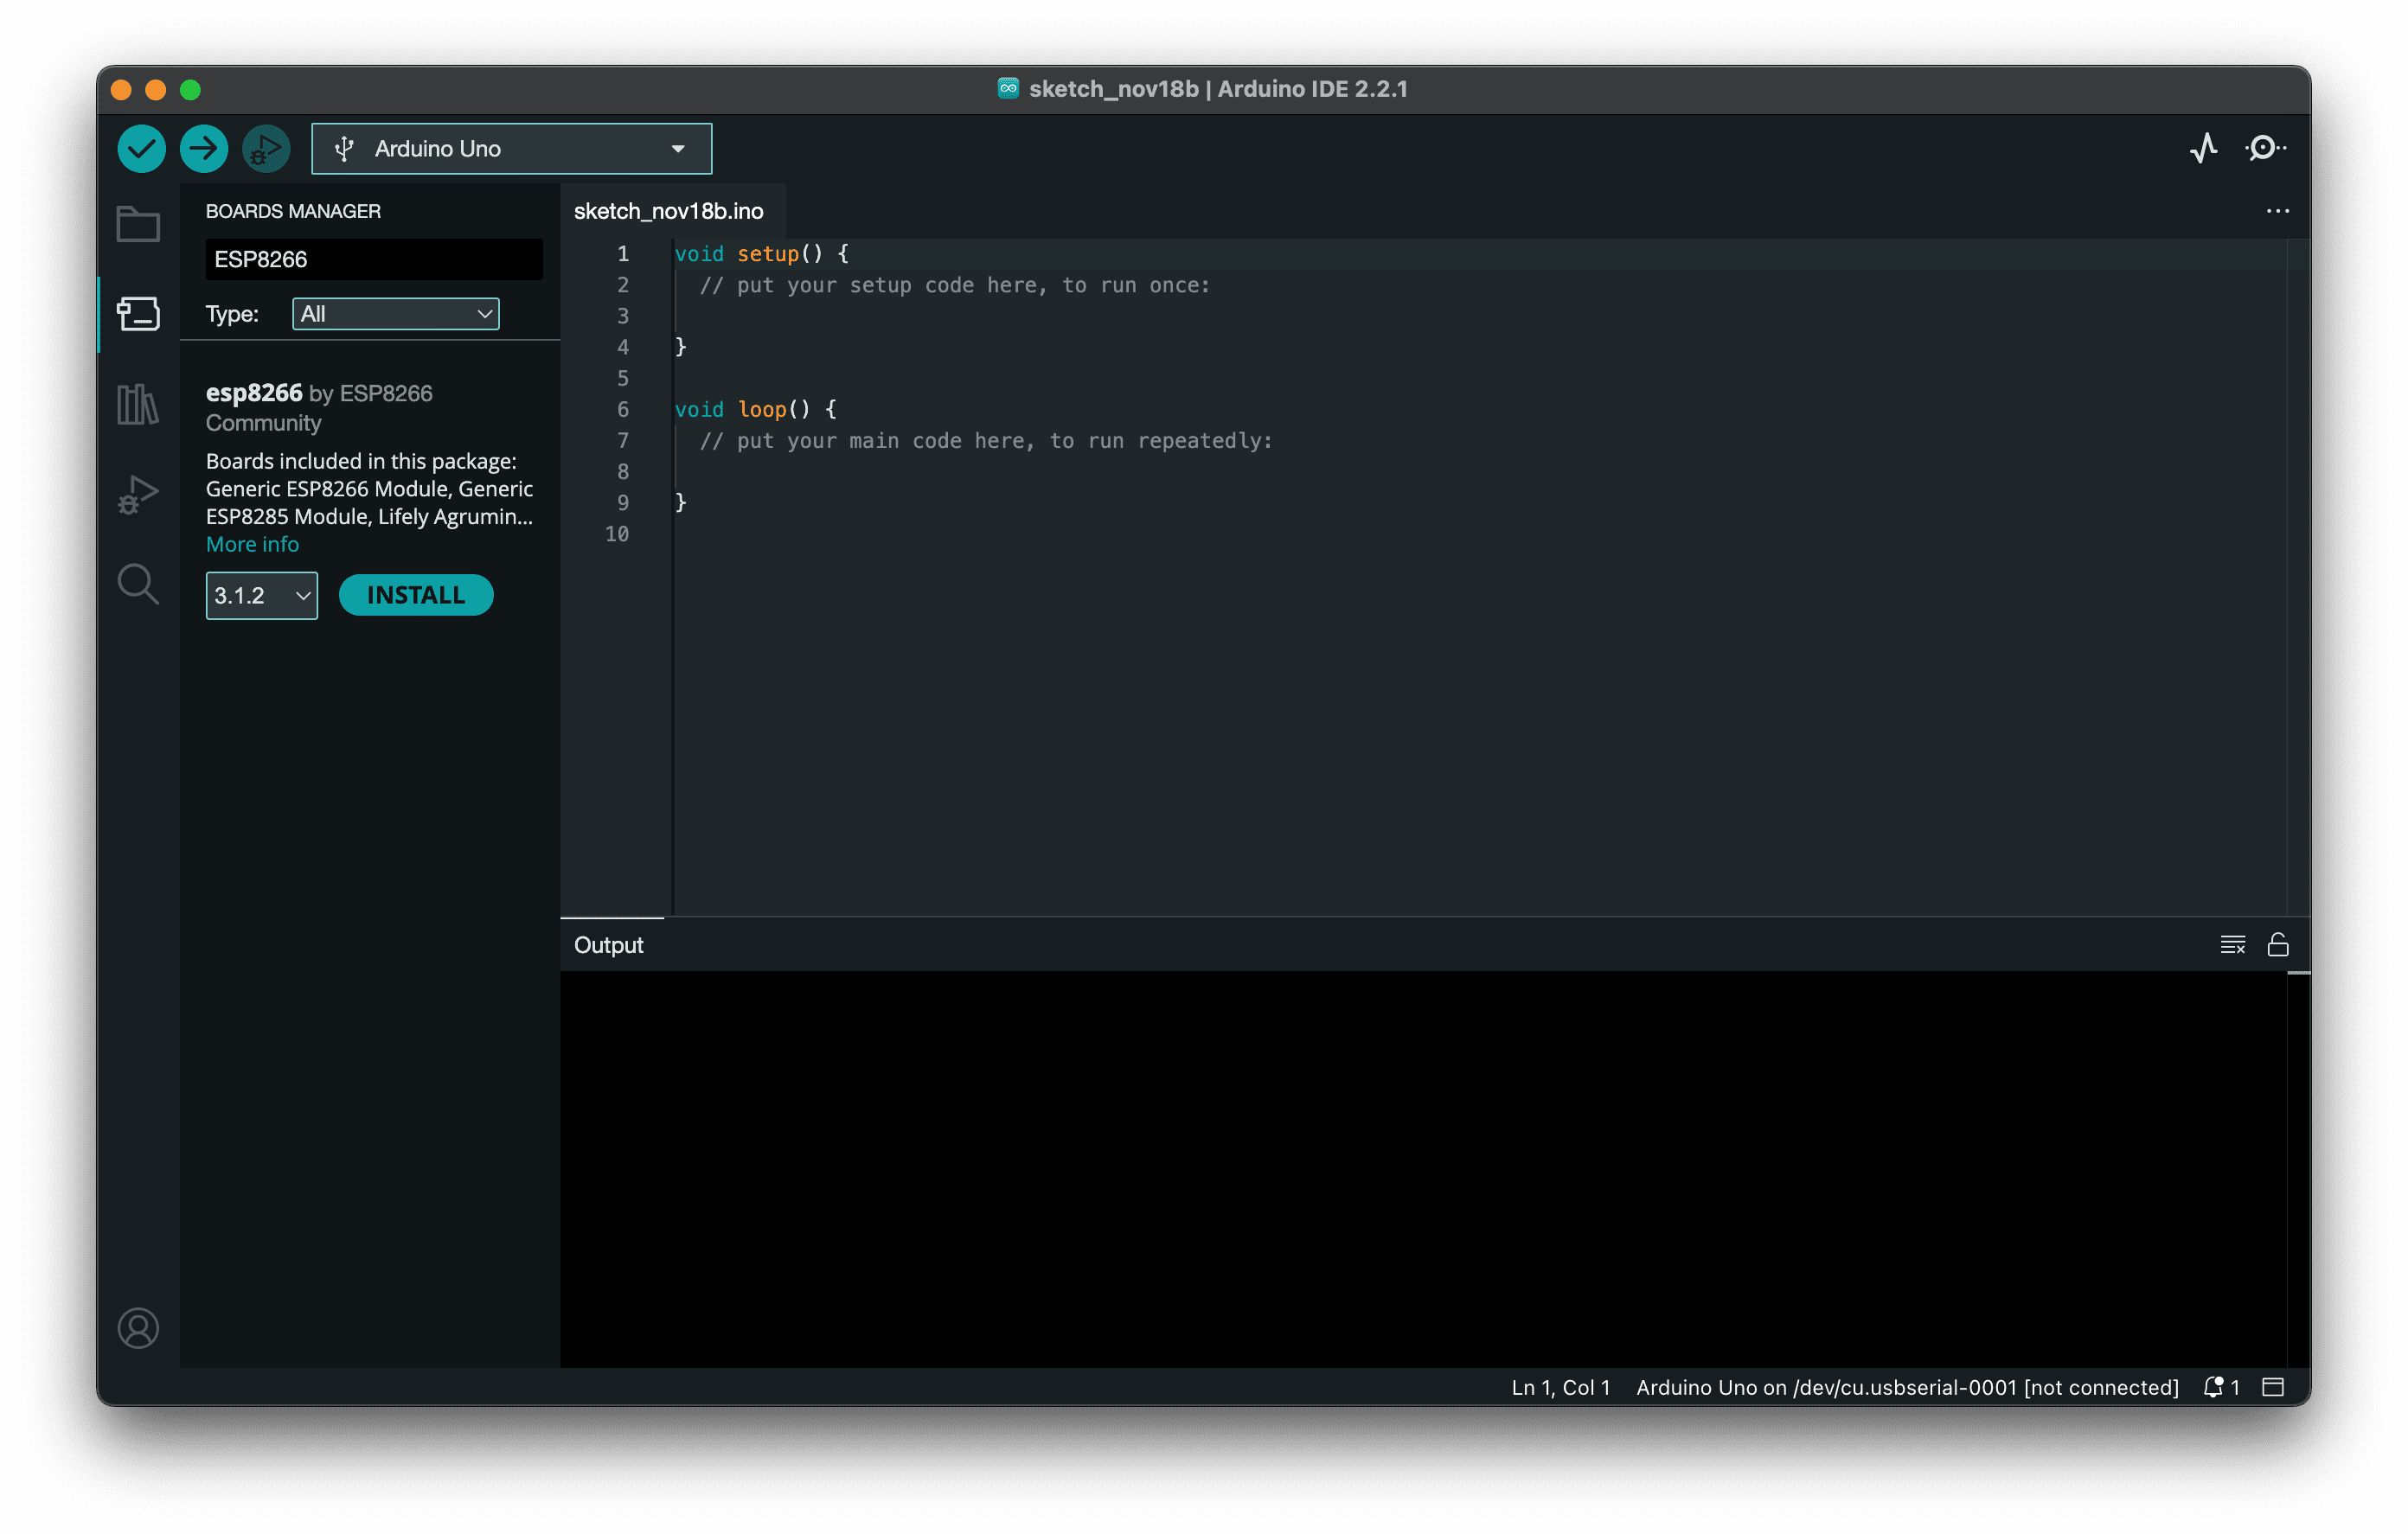 sketch_nov18b | Arduino IDE 2.2.1
Arduino Uno
BOARDS MANAGER
ESP8266
Type: All
esp8266 by ESP8266
Community
Boards included in this package:
Generic ESP8266 Module, Generic
ESP8285 Module, Lifely Agrumin...
More info
3.1.2 INSTALL
sketch_nov18b.ino
1 void setup() {
2 // put your setup code here, to run once:
3
4 }
5
6 void loop() {
7 // put your main code here, to run repeatedly:
8
9 }
10
Output
Ln 1, Col 1 Arduino Uno on /dev/cu.usbserial-0001 [not connected] 1